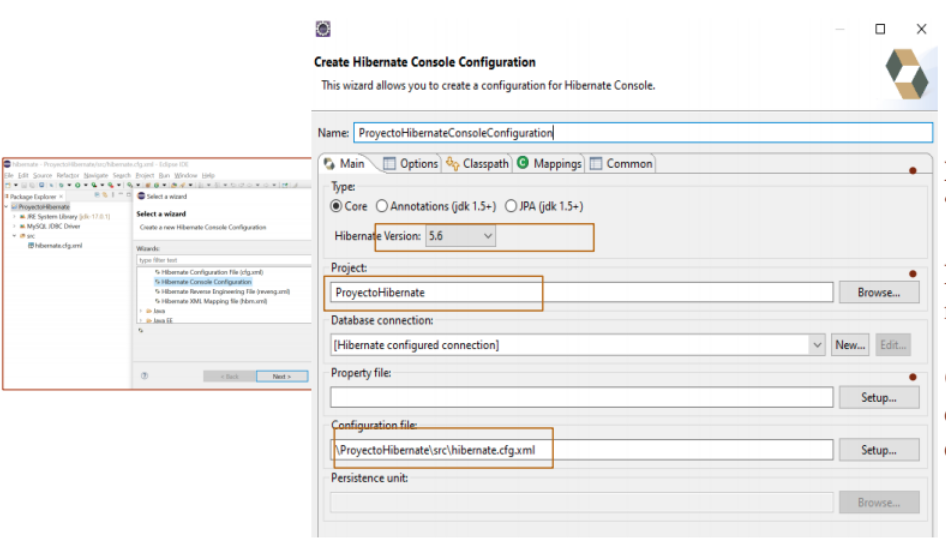 Create Hibernate Console Configuration
This wizard allows you to create a configuration for Hibernate Console.
Name: ProyectoHibernateConsoleConfiguration
Main Options Classpath Mappings Common
Type:
Core Annotations (jdk 1.5+) JPA (jdk 1.5+)
Hibernate Version: 5.6
Project:
ProyectoHibernate Browse...
Database connection:
[Hibernate configured connection] New... Edit...
Property file:
Setup...
Configuration file:
\ProyectoHibernate\src\hibernate.cfg.xml Setup...
Persistence unit:
Browse...
hibernate - ProyectoHibernate/src/hibernate.cfg.xml - Eclipse IDE
File Edit Source Refactor Navigate Search Project Run Window Help
Package Explorer
ProyectoHibernate
JRE System Library [jdk-17.0.1]
MySQL JDBC Driver
src
hibernate.cfg.xml
Select a wizard
Select a wizard
Create a new Hibernate Console Configuration
Wizards:
type filter text
Hibernate Configuration File (cfg.xml)
Hibernate Console Configuration
Hibernate Reverse Engineering File (reveng.xml)
Hibernate XML Mapping file (hbm.xml)
Java
Java EE
< Back Next >